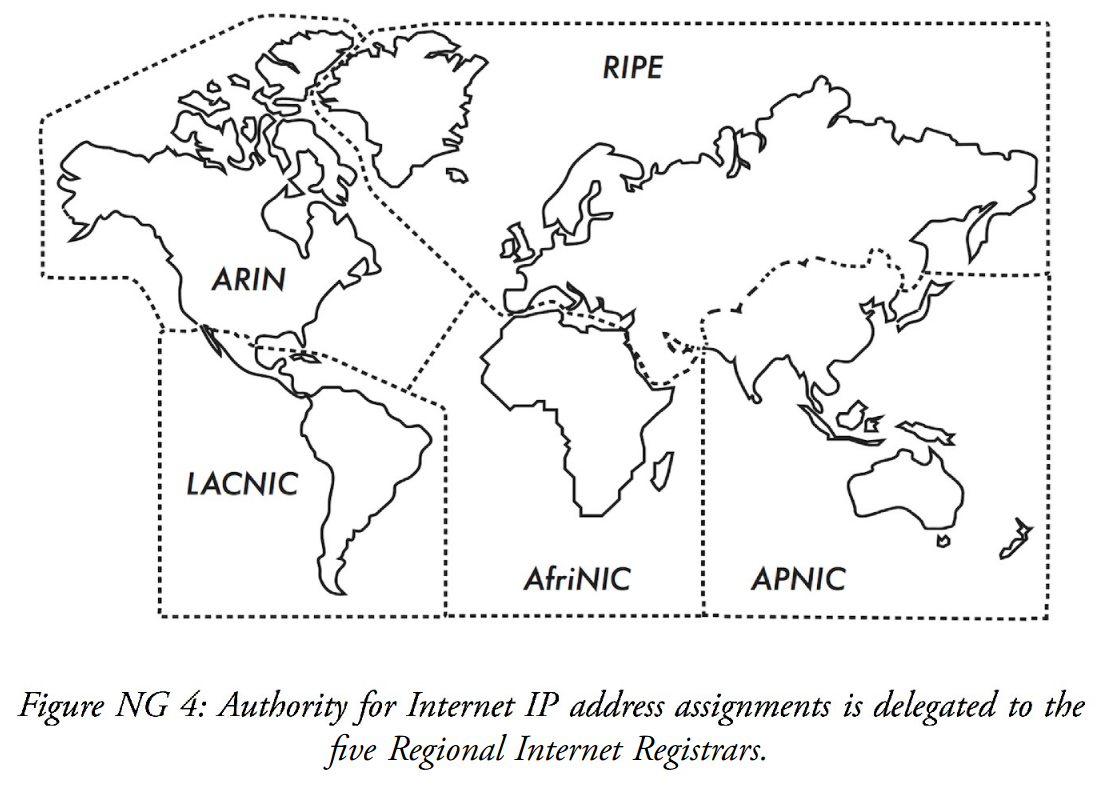 RIPE
ARIN
LACNIC
AfriNIC
APNIC
Figure NG 4: Authority for Internet IP address assignments is delegated to the
five Regional Internet Registrars.